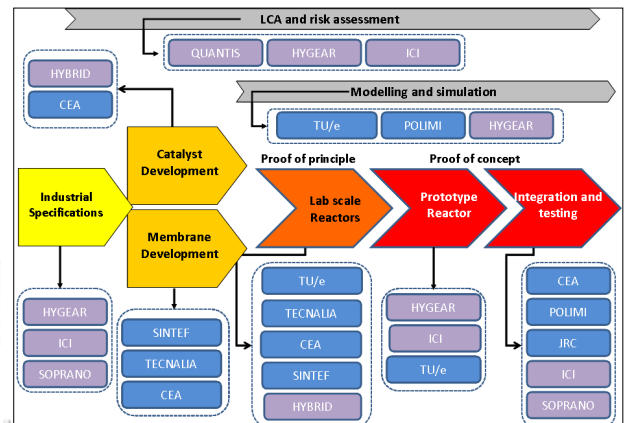 LCA and risk assessment
QUANTIS HYGEAR ICI
HYBRID
CEA
Modelling and simulation
TU/e POLIMI HYGEAR
Catalyst
Development
Proof of principle Proof of concept
Industrial
Specifications
Membrane
Development
Lab scale
Reactors
Prototype
Reactor
Integration and
testing
HYGEAR
ICI
SOPRANO
SINTEF
TECNALIA
CEA
TU/e
TECNALIA
CEA
SINTEF
HYBRID
HYGEAR
ICI
TU/e
CEA
POLIMI
JRC
ICI
SOPRANO